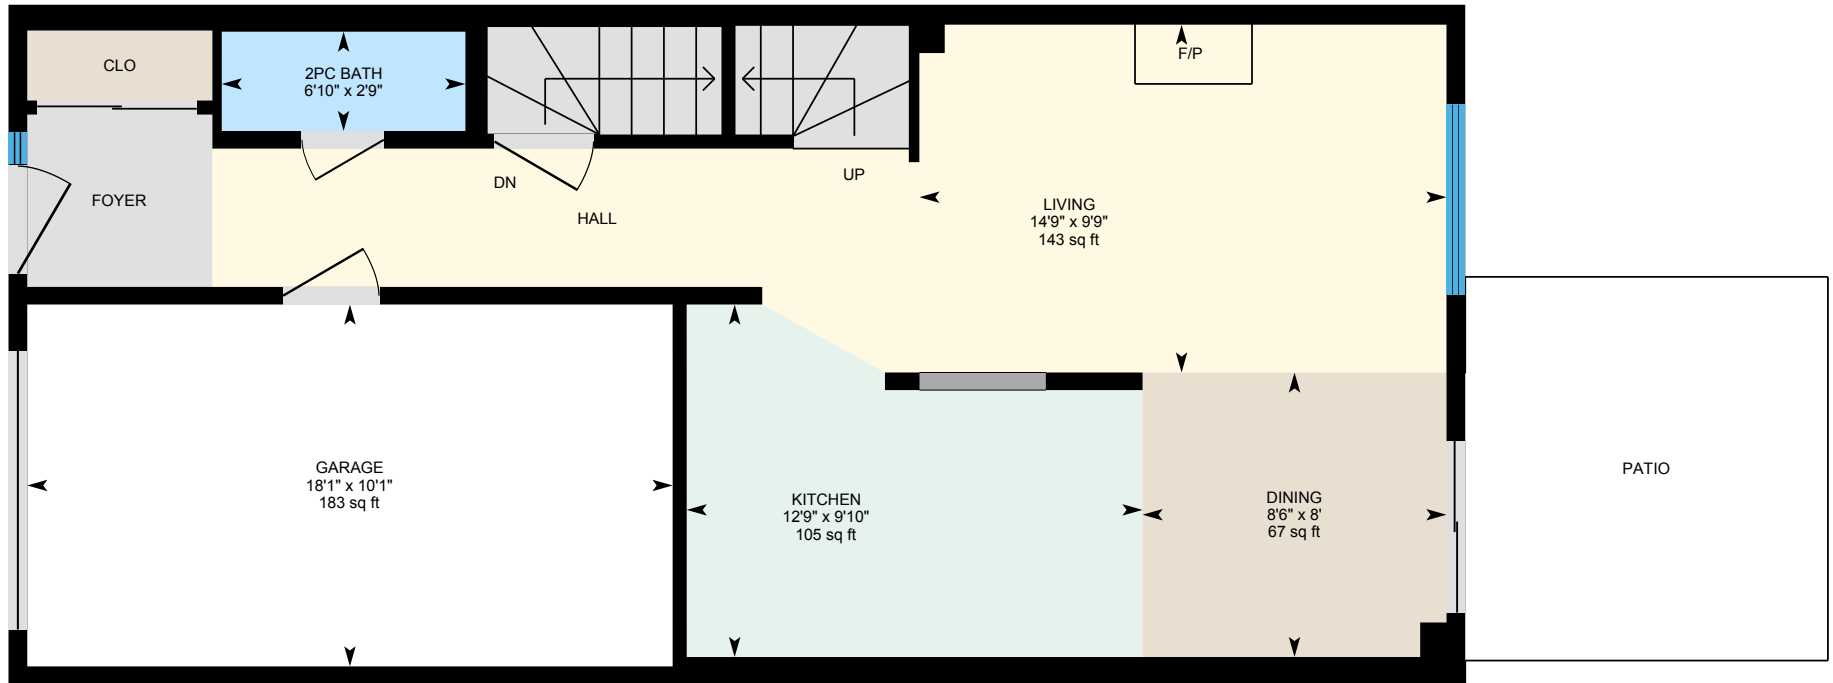 CLO
2PC BATH
6'10" x 2'9"
F/P
FOYER
DN
HALL
UP
LIVING
14'9" x 9'9"
143 sq ft
GARAGE
18'1" x 10'1"
183 sq ft
KITCHEN
12'9" x 9'10"
105 sq ft
DINING
8'6" x 8'
67 sq ft
PATIO